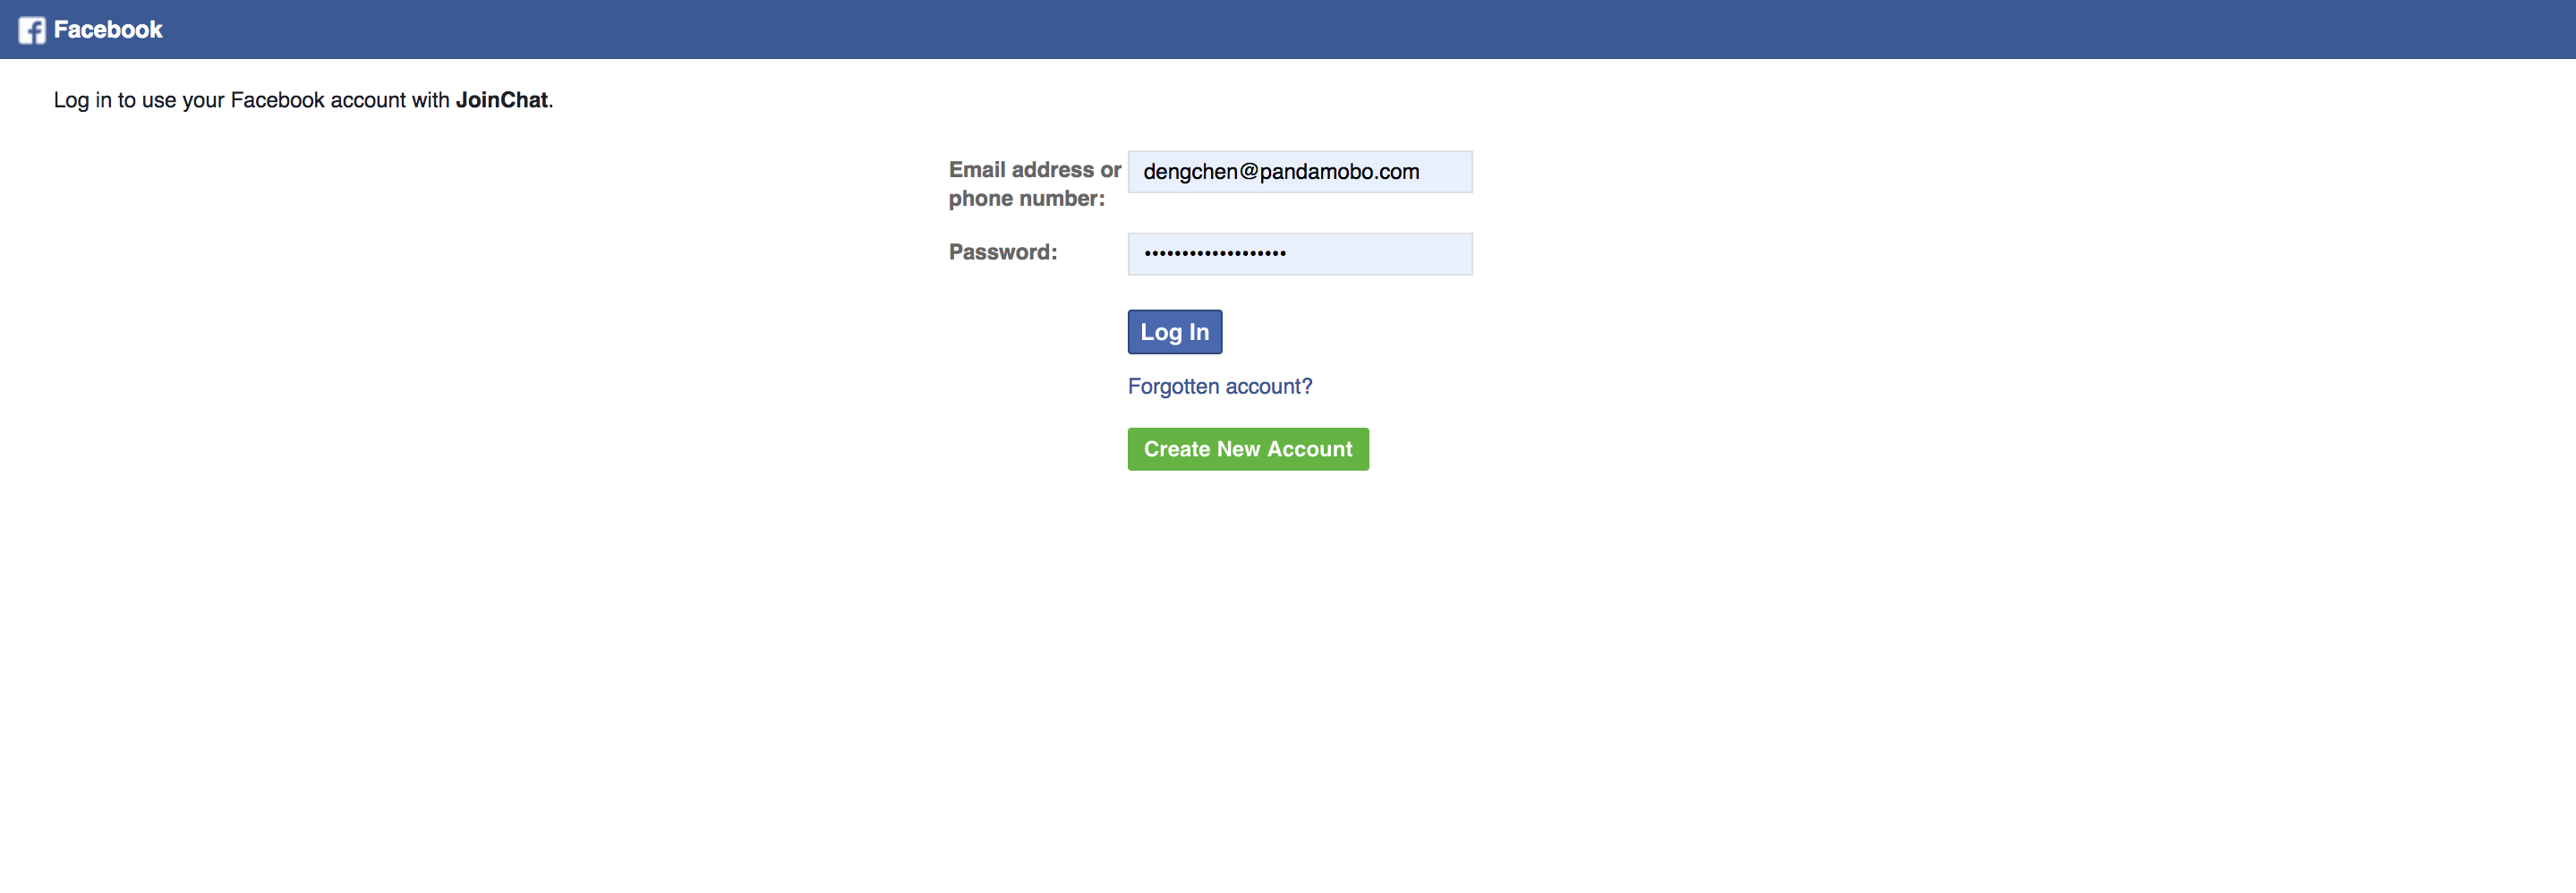 Facebook
Log in to use your Facebook account with JoinChat.
Email address or
phone number:
dengchen@pandamobo.com
Password:
•••••••••••••••••••
Log In
Forgotten account?
Create New Account